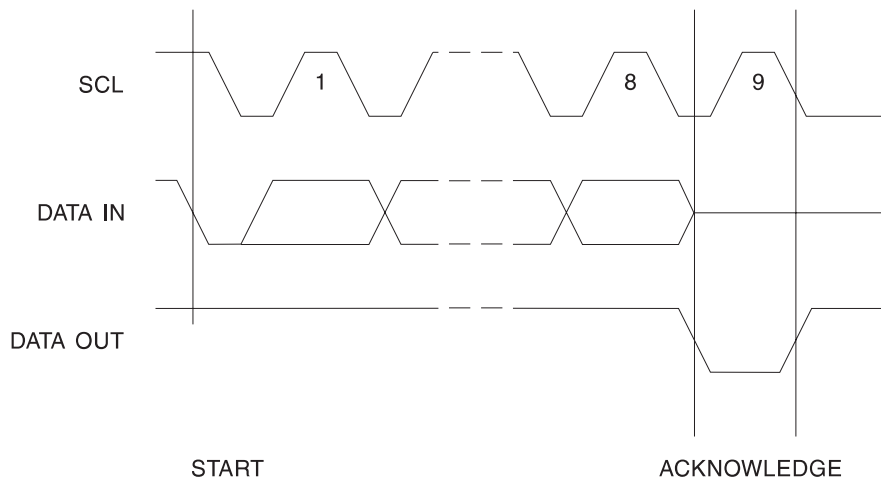 SCL
1
8
9
DATA IN
DATA OUT
START
ACKNOWLEDGE